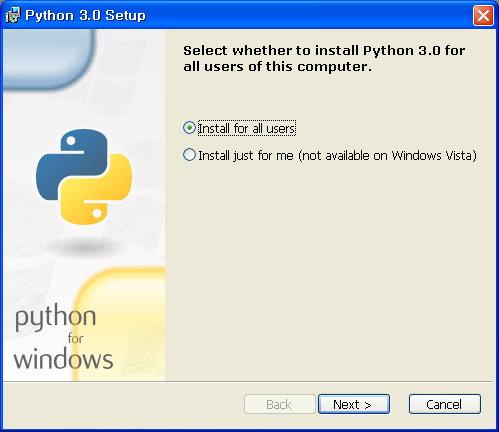 Python 3.0 Setup
Select whether to install Python 3.0 for
all users of this computer.
Install for all users
Install just for me (not available on Windows Vista)
python
for
windows
Back
Next >
Cancel